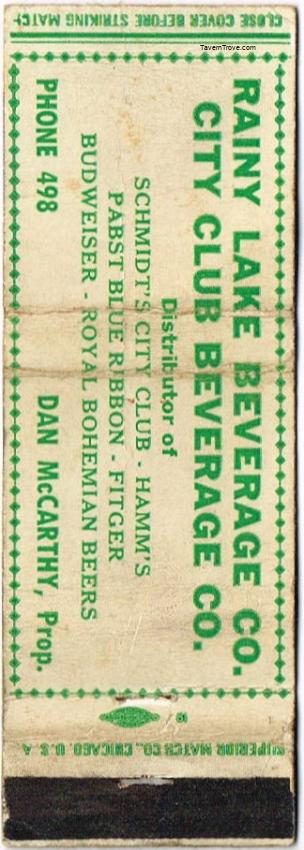 CLOSE COVER BEFORE STRIKING MATCH
TavernTrove.com
RAINY LAKE BEVERAGE CO.
CITY CLUB BEVERAGE CO.
Distributor of
SCHMIDT'S CITY CLUB - HAMM'S
PABST BLUE RIBBON - FITGER
BUDWEISER - ROYAL BOHEMIAN BEERS
PHONE 498 DAN McCARTHY, Prop.
SUPERIOR MATCH CO., CHICAGO, U.S.A